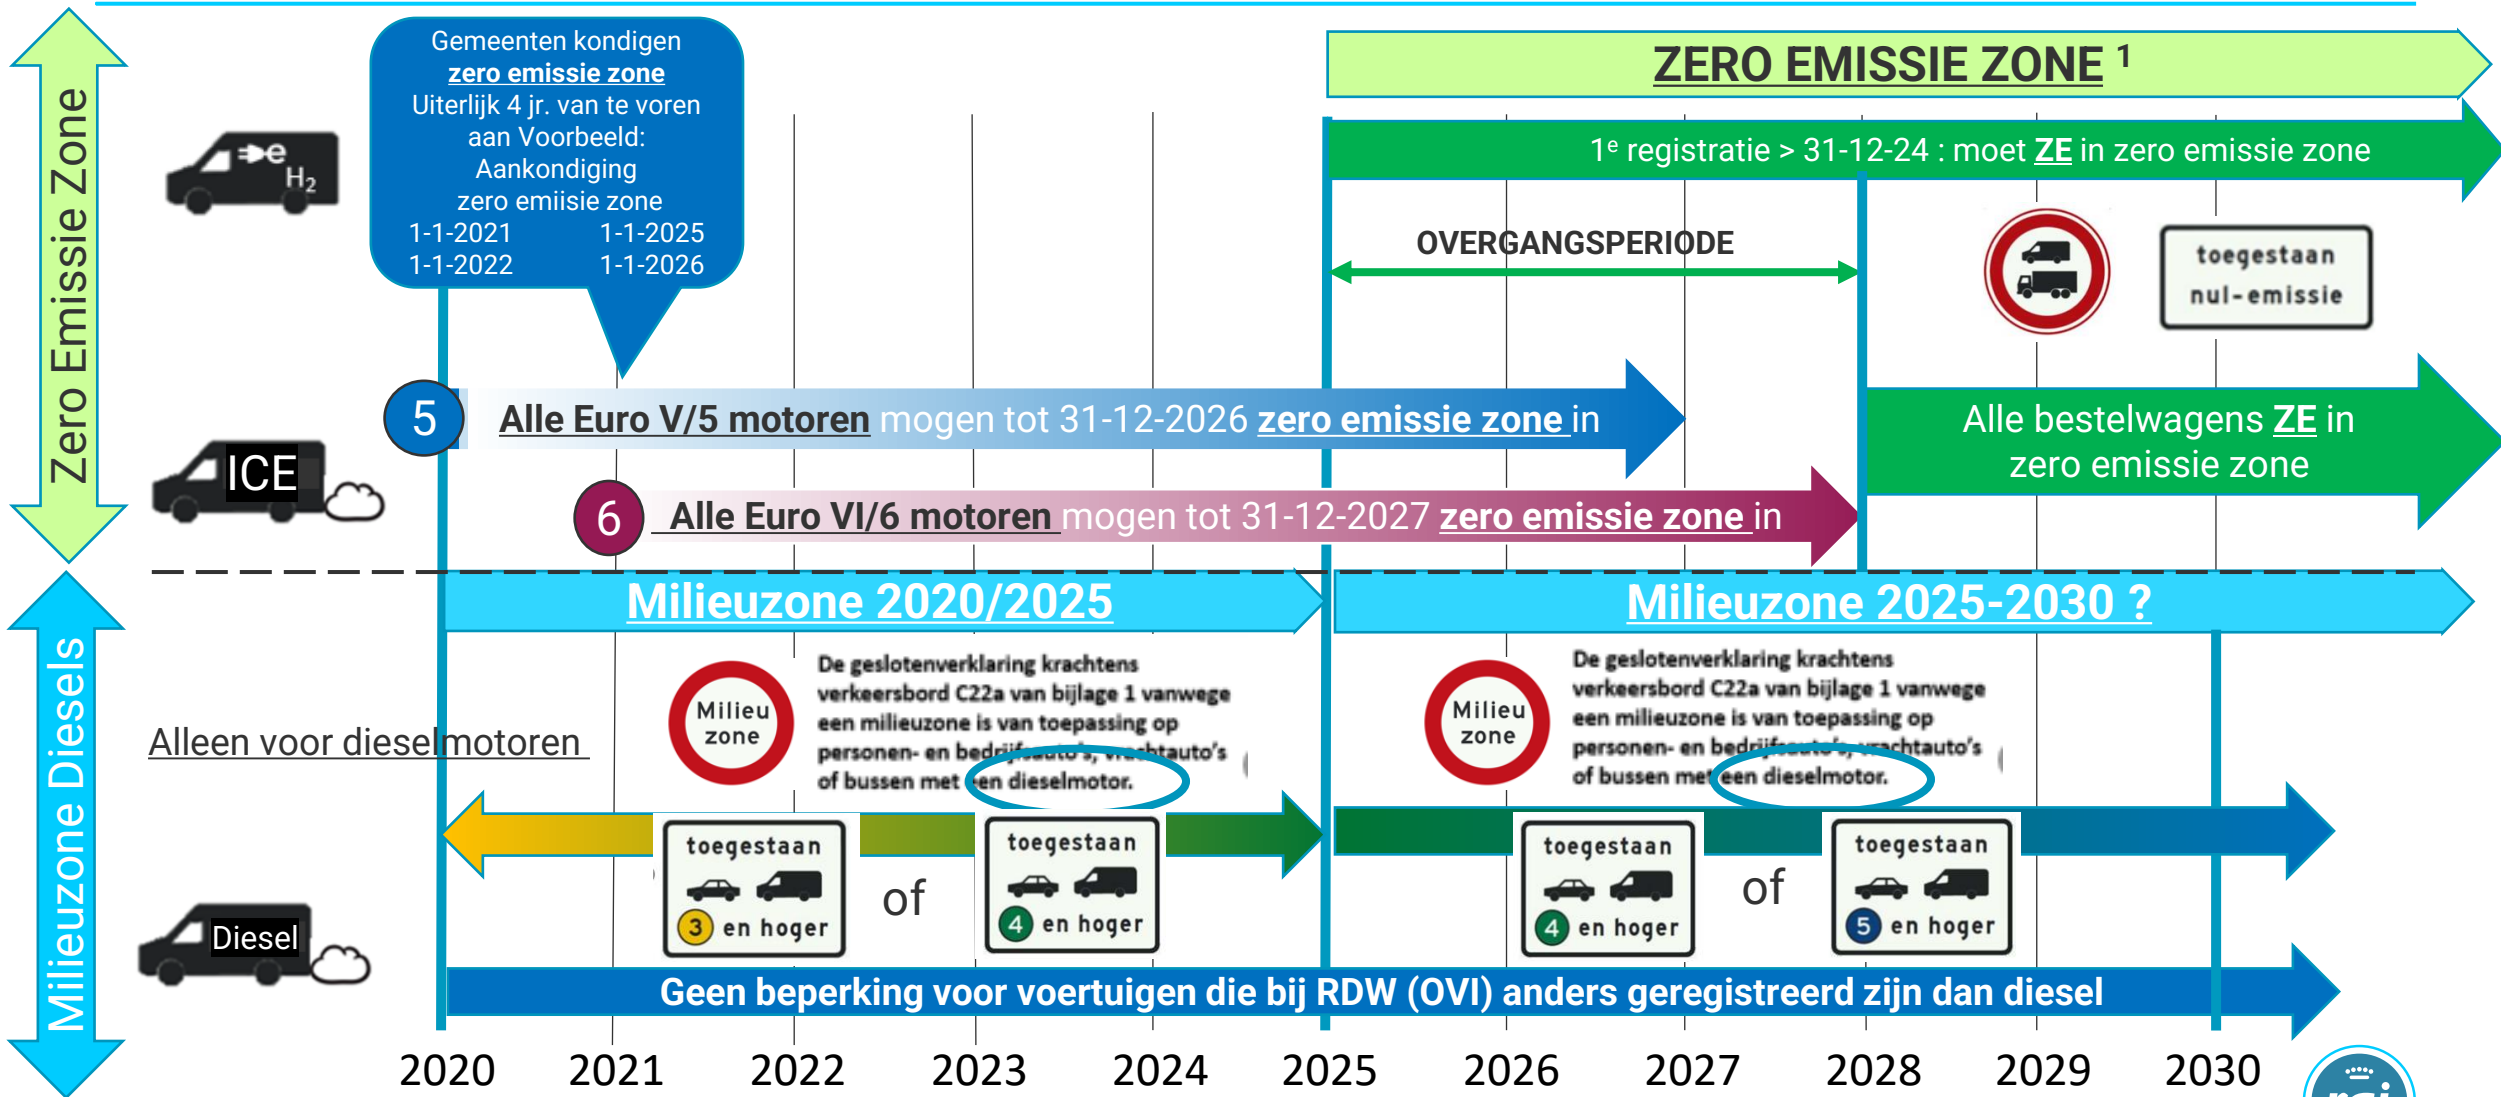 Zero Emissie Zone
Gemeenten kondigen
zero emissie zone
Uiterlijk 4 jr. van te voren
aan Voorbeeld:
Aankondiging
zero emiisie zone
1-1-2021 1-1-2025
1-1-2022 1-1-2026
ZERO EMISSIE ZONE 1
e
H2
1e registratie > 31-12-24 : moet ZE in zero emissie zone
OVERGANGSPERIODE
toegestaan
nul-emissie
5 Alle Euro V/5 motoren mogen tot 31-12-2026 zero emissie zone in
Alle bestelwagens ZE in
zero emissie zone
ICE
6 Alle Euro VI/6 motoren mogen tot 31-12-2027 zero emissie zone in
Milieuzone Diesels
Milieuzone 2020/2025
Milieuzone 2025-2030 ?
Alleen voor dieselmotoren
Milieu
zone
De geslotenverklaring krachtens
verkeersbord C22a van bijlage 1 vanwege
een milieuzone is van toepassing op
personen- en bedrijfsauto's, vrachtauto's
of bussen met een dieselmotor.
Milieu
zone
De geslotenverklaring krachtens
verkeersbord C22a van bijlage 1 vanwege
een milieuzone is van toepassing op
personen- en bedrijfsauto's, vrachtauto's
of bussen met een dieselmotor.
toegestaan
3 en hoger
of
toegestaan
4 en hoger
toegestaan
4 en hoger
of
toegestaan
5 en hoger
Diesel
Geen beperking voor voertuigen die bij RDW (OVI) anders geregistreerd zijn dan diesel
2020 2021 2022 2023 2024 2025 2026 2027 2028 2029 2030